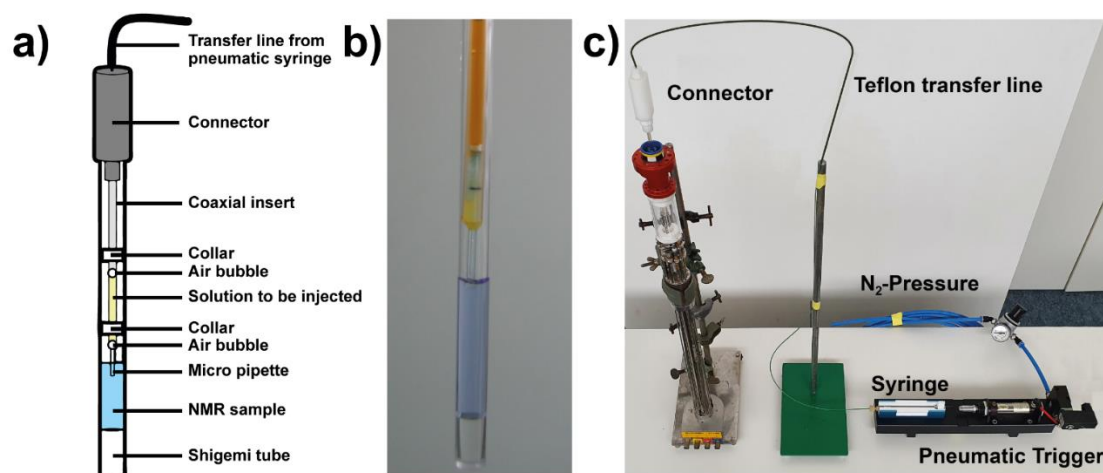 a)
Transfer line from
pneumatic syringe
Connector
Coaxial insert
Collar
Air bubble
Solution to be injected
Collar
Air bubble
Micro pipette
NMR sample
Shigemi tube
b)
c)
Connector
Teflon transfer line
N₂-Pressure
Syringe
Pneumatic Trigger